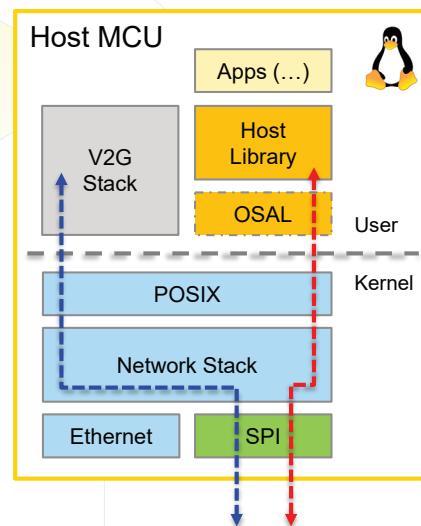 Host MCU
Apps (…)
V2G
Stack
Host
Library
OSAL
User
Kernel
POSIX
Network Stack
Ethernet
SPI